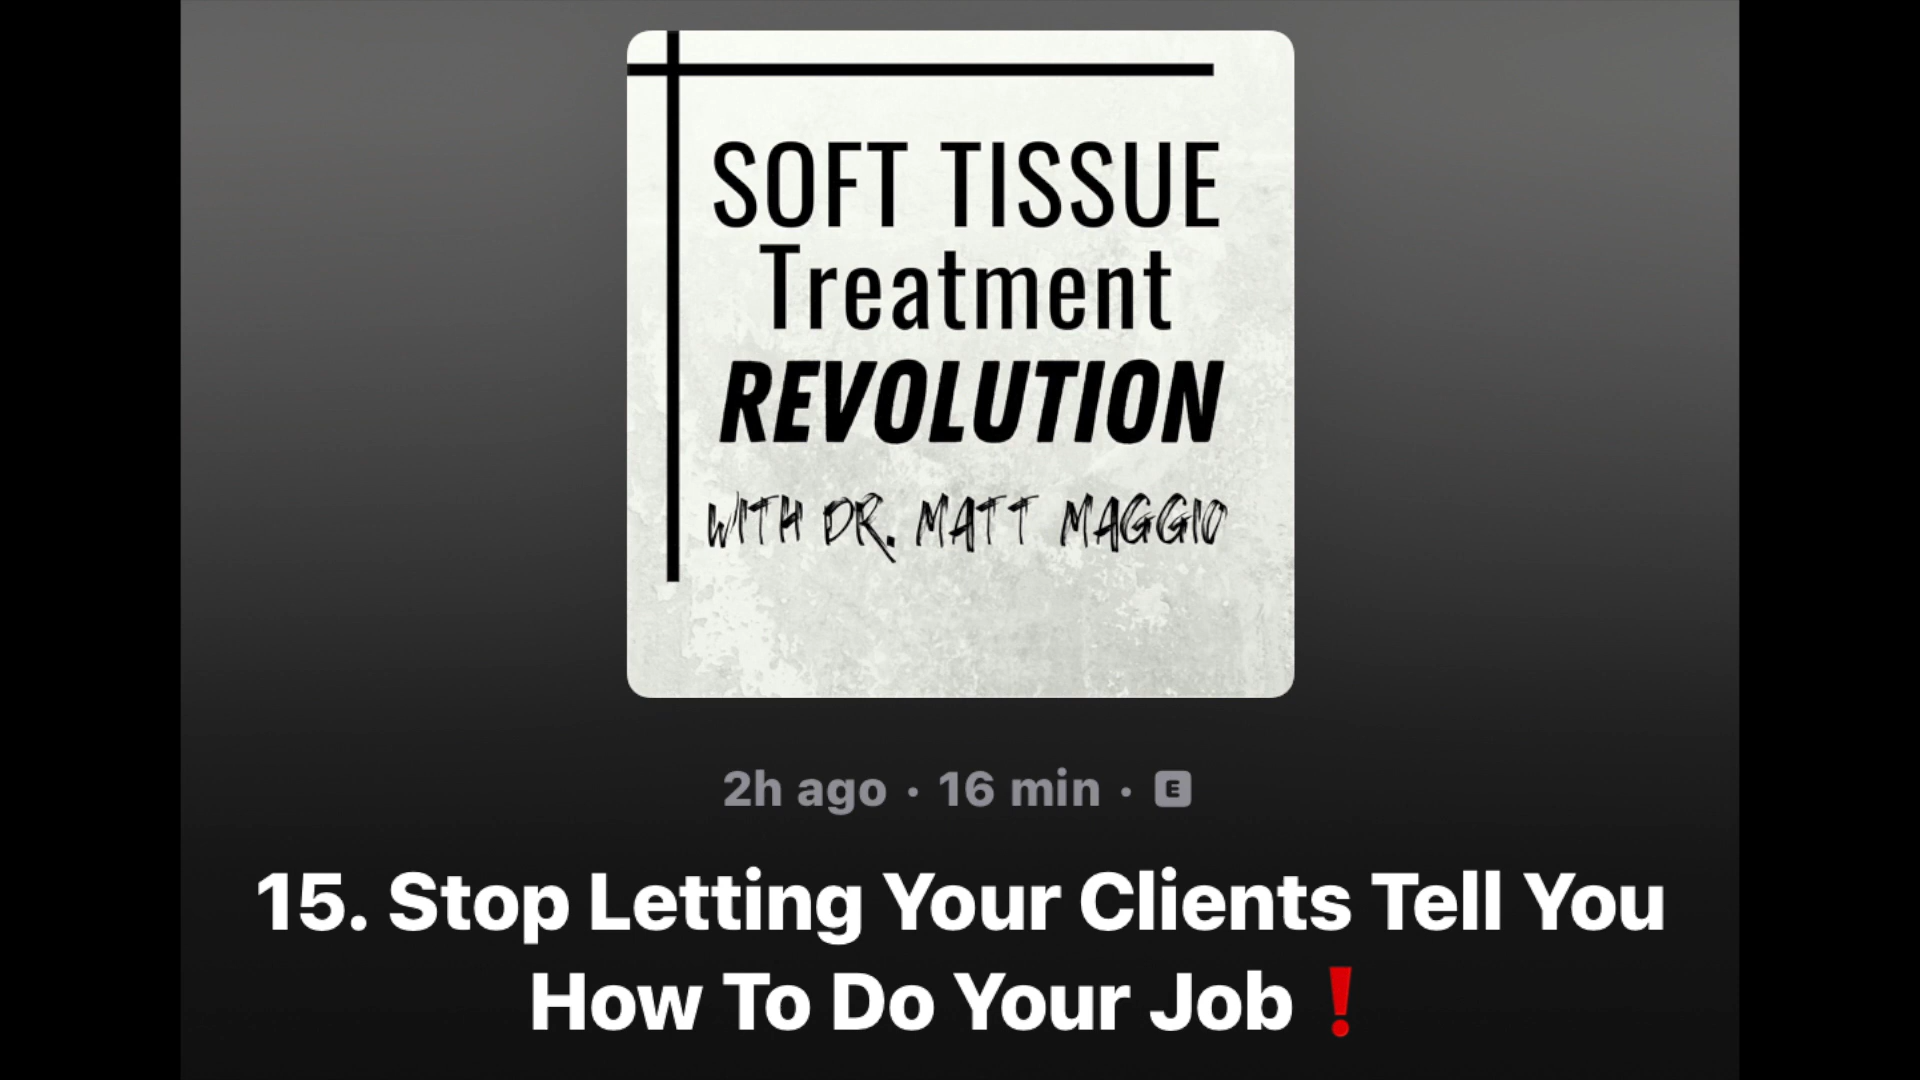 SOFT TISSUE
Treatment
REVOLUTION
WITH DR. MATT MAGGIO
2h ago · 16 min · E
15. Stop Letting Your Clients Tell You
How To Do Your Job❗